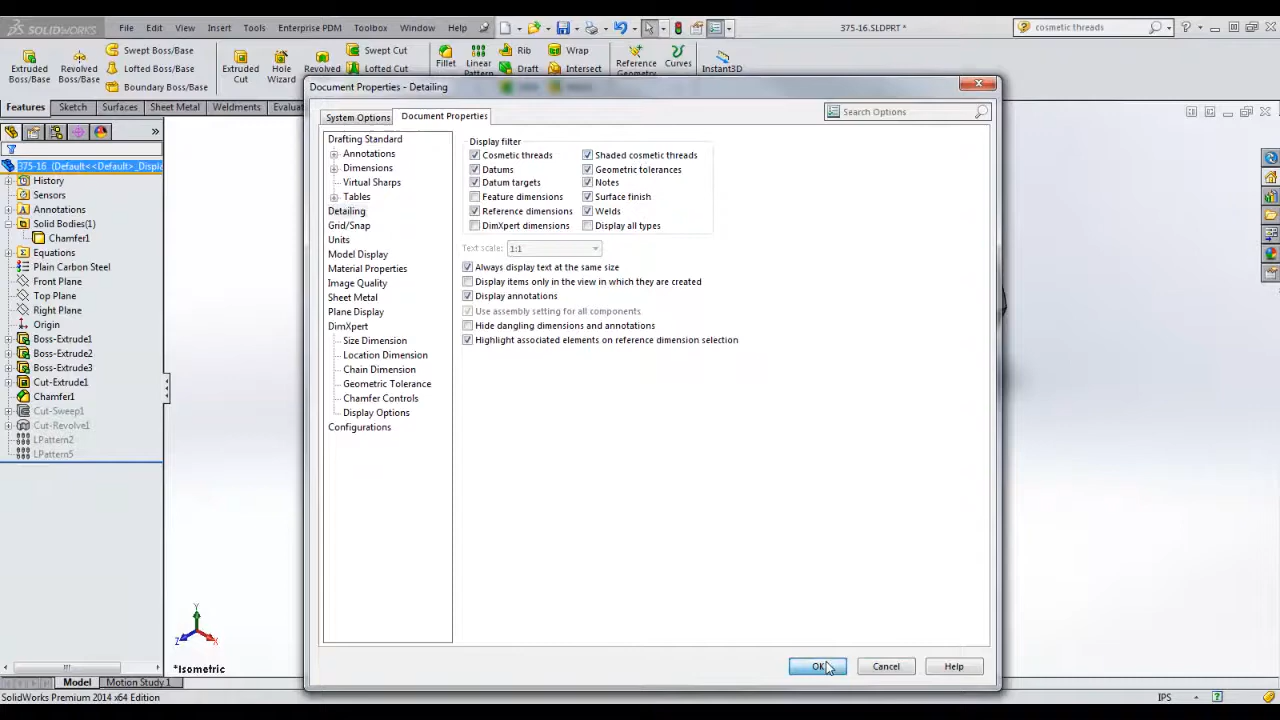 SOLIDWORKS File Edit View Insert Tools Enterprise PDM Toolbox Window Help 375-16.SLDPRT * cosmetic threads
Extruded Boss/Base Revolved Boss/Base Swept Boss/Base Lofted Boss/Base Boundary Boss/Base Extruded Cut Hole Wizard Revolved Swept Cut Lofted Cut Fillet Linear Pattern Rib Draft Wrap Intersect Reference Geometry Curves Instant3D
Features Sketch Surfaces Sheet Metal Weldments Evaluat
Document Properties - Detailing
System Options Document Properties Search Options
375-16 (Default<<Default>_Displa
History
Sensors
Annotations
Solid Bodies(1)
Chamfer1
Equations
Plain Carbon Steel
Front Plane
Top Plane
Right Plane
Origin
Boss-Extrude1
Boss-Extrude2
Boss-Extrude3
Cut-Extrude1
Chamfer1
Cut-Sweep1
Cut-Revolve1
LPattern2
LPattern5
Drafting Standard
Annotations
Dimensions
Virtual Sharps
Tables
Detailing
Grid/Snap
Units
Model Display
Material Properties
Image Quality
Sheet Metal
Plane Display
DimXpert
Size Dimension
Location Dimension
Chain Dimension
Geometric Tolerance
Chamfer Controls
Display Options
Configurations
Display filter
Cosmetic threads Shaded cosmetic threads
Datums Geometric tolerances
Datum targets Notes
Feature dimensions Surface finish
Reference dimensions Welds
DimXpert dimensions Display all types
Text scale: 1:1
Always display text at the same size
Display items only in the view in which they are created
Display annotations
Use assembly setting for all components
Hide dangling dimensions and annotations
Highlight associated elements on reference dimension selection
OK Cancel Help
Y
Z X
*Isometric
Model Motion Study 1
SolidWorks Premium 2014 x64 Edition IPS